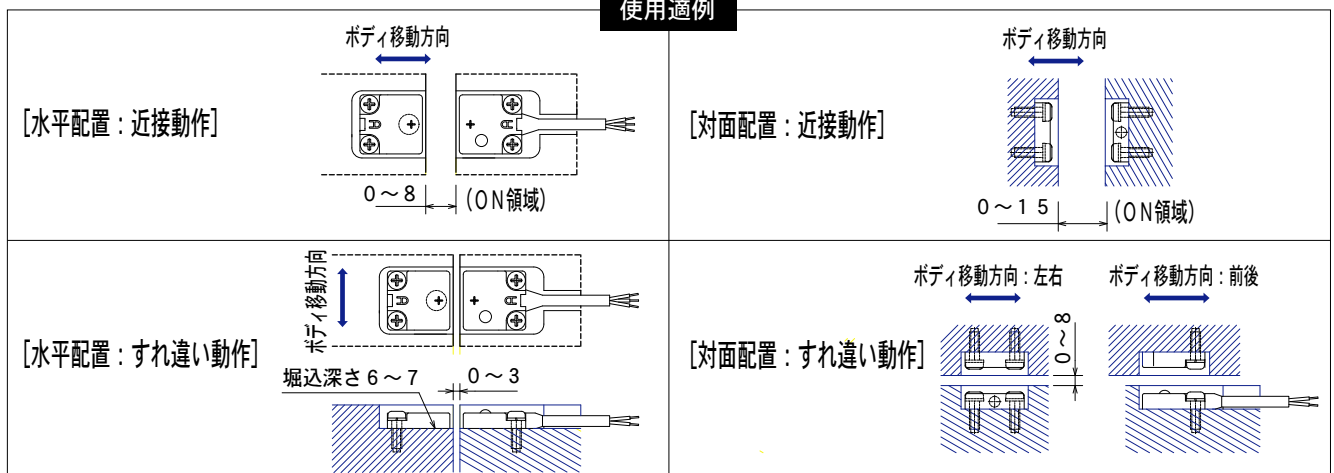 使用適例
ボディ移動方向
[水平配置：近接動作]
0～8
(ON領域)
ボディ移動方向
[対面配置：近接動作]
0～15
(ON領域)
ボディ移動方向
[水平配置：すれ違い動作]
堀込深さ6～7
0～3
ボディ移動方向：左右
ボディ移動方向：前後
[対面配置：すれ違い動作]
0～8